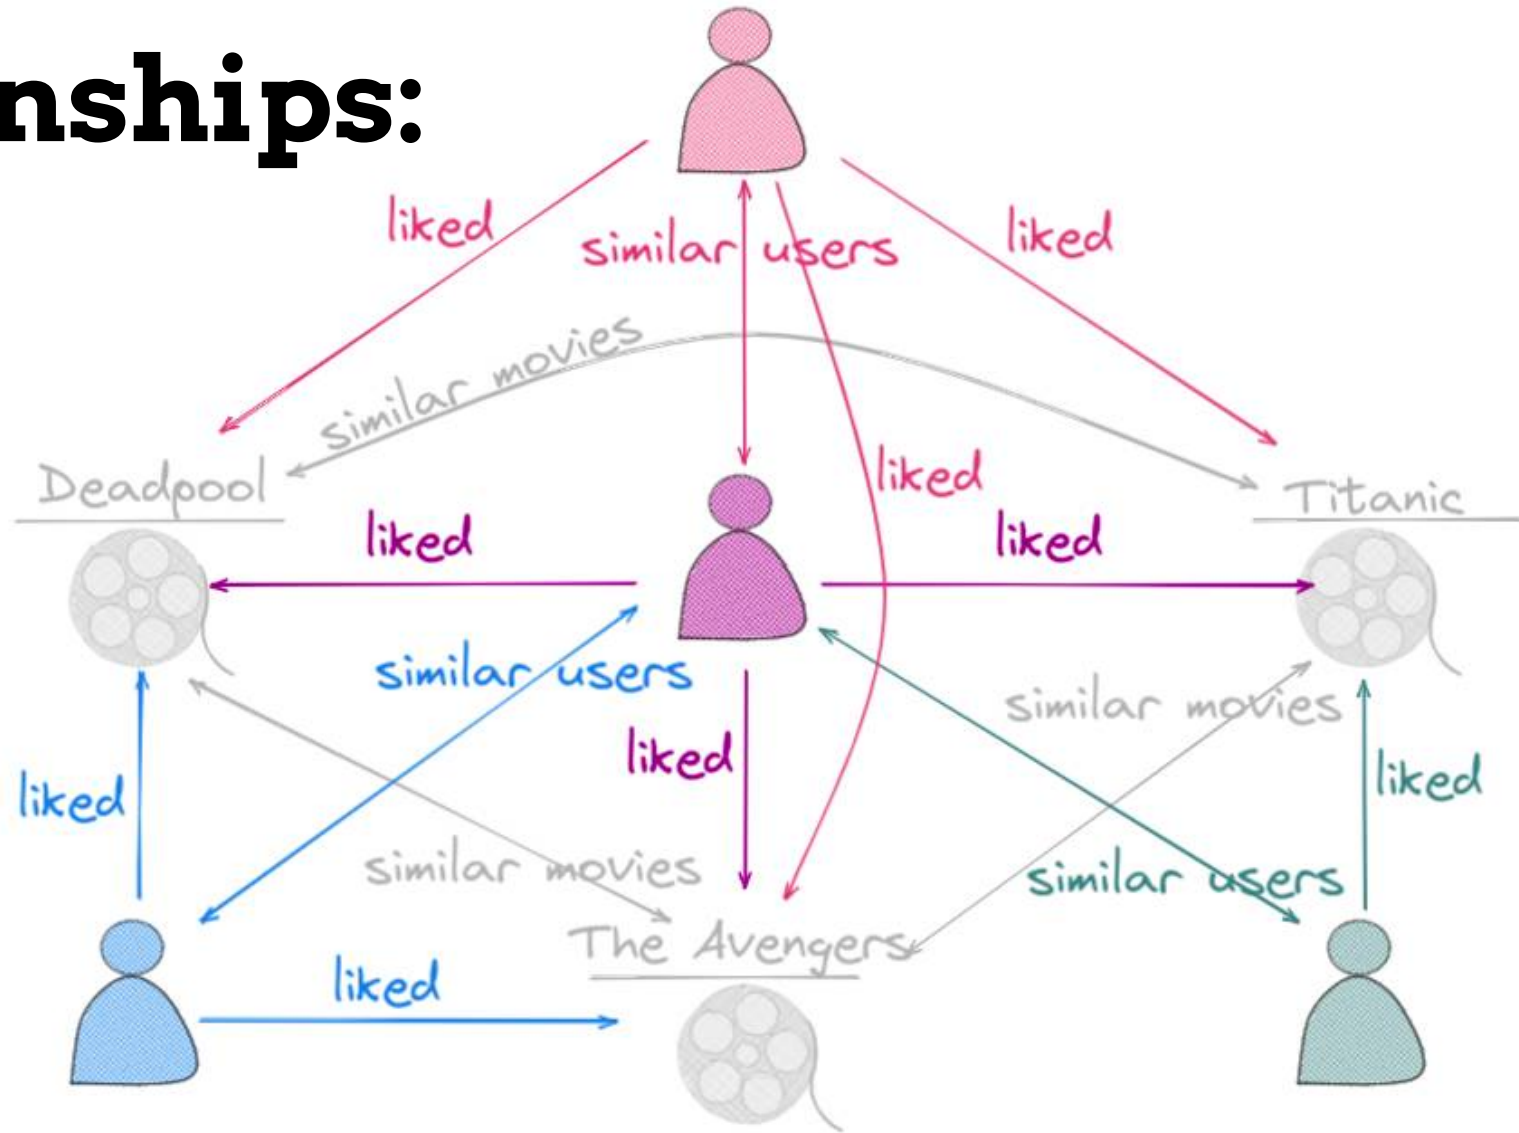 nships:
liked
similar users
liked
similar movies
liked
Deadpool
Titanic
liked
liked
similar users
similar movies
liked
liked
liked
similar movies
similar users
The Avengers
liked